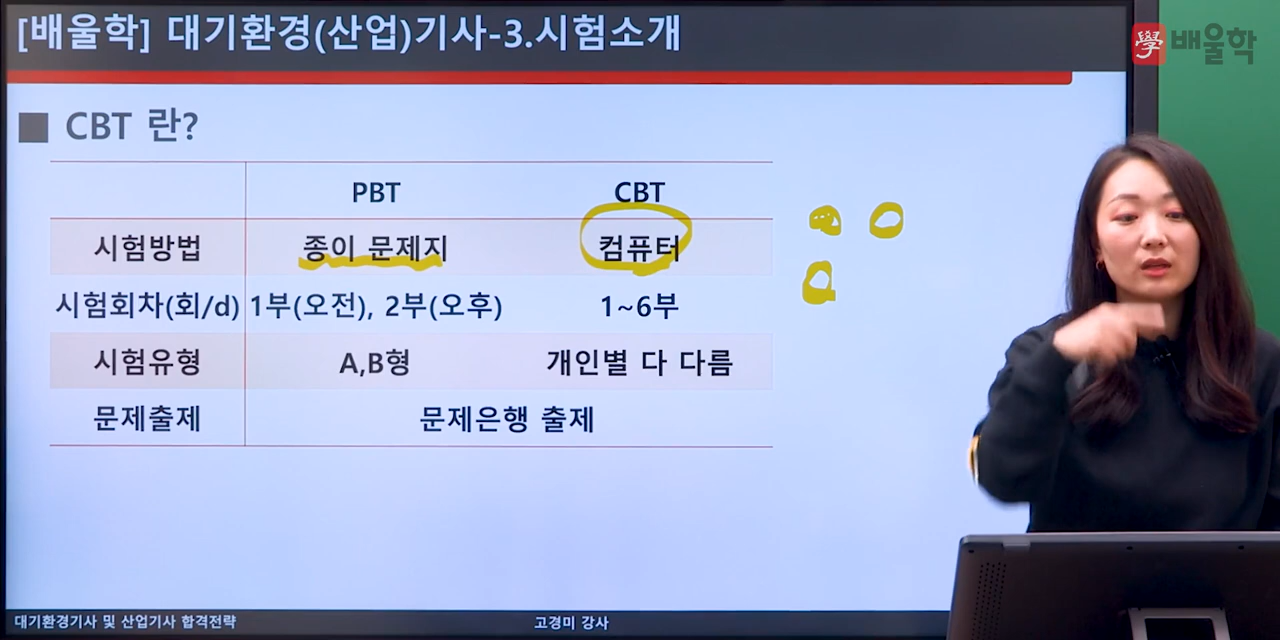 [배울학] 대기환경(산업)기사-3.시험소개
學 배울학
■ CBT 란?
PBT CBT
시험방법 종이 문제지 컴퓨터
시험회차(회/d) 1부(오전), 2부(오후) 1~6부
시험유형 A,B형 개인별 다 다름
문제출제 문제은행 출제
대기환경기사 및 산업기사 합격전략 고경미 강사